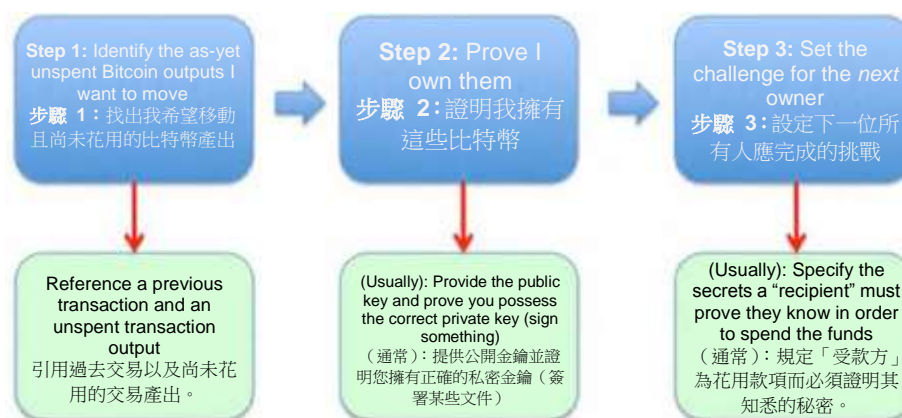 Step 1: Identify the as-yet
unspent Bitcoin outputs I
want to move
步驟 1：找出我希望移動
且尚未花用的比特幣產出
Step 2: Prove I
own them
步驟 2：證明我擁有
這些比特幣
Step 3: Set the
challenge for the next
owner
步驟 3：設定下一位所
有人應完成的挑戰
Reference a previous
transaction and an
unspent transaction
output
引用過去交易以及尚未花
用的交易產出。
(Usually): Provide the public
key and prove you possess
the correct private key (sign
something)
（通常）：提供公開金鑰並證
明您擁有正確的私密金鑰（簽
署某些文件）
(Usually): Specify the
secrets a “recipient” must
prove they know in order
to spend the funds
（通常）：規定「受款方」
為花用款項而必須證明其
知悉的秘密。